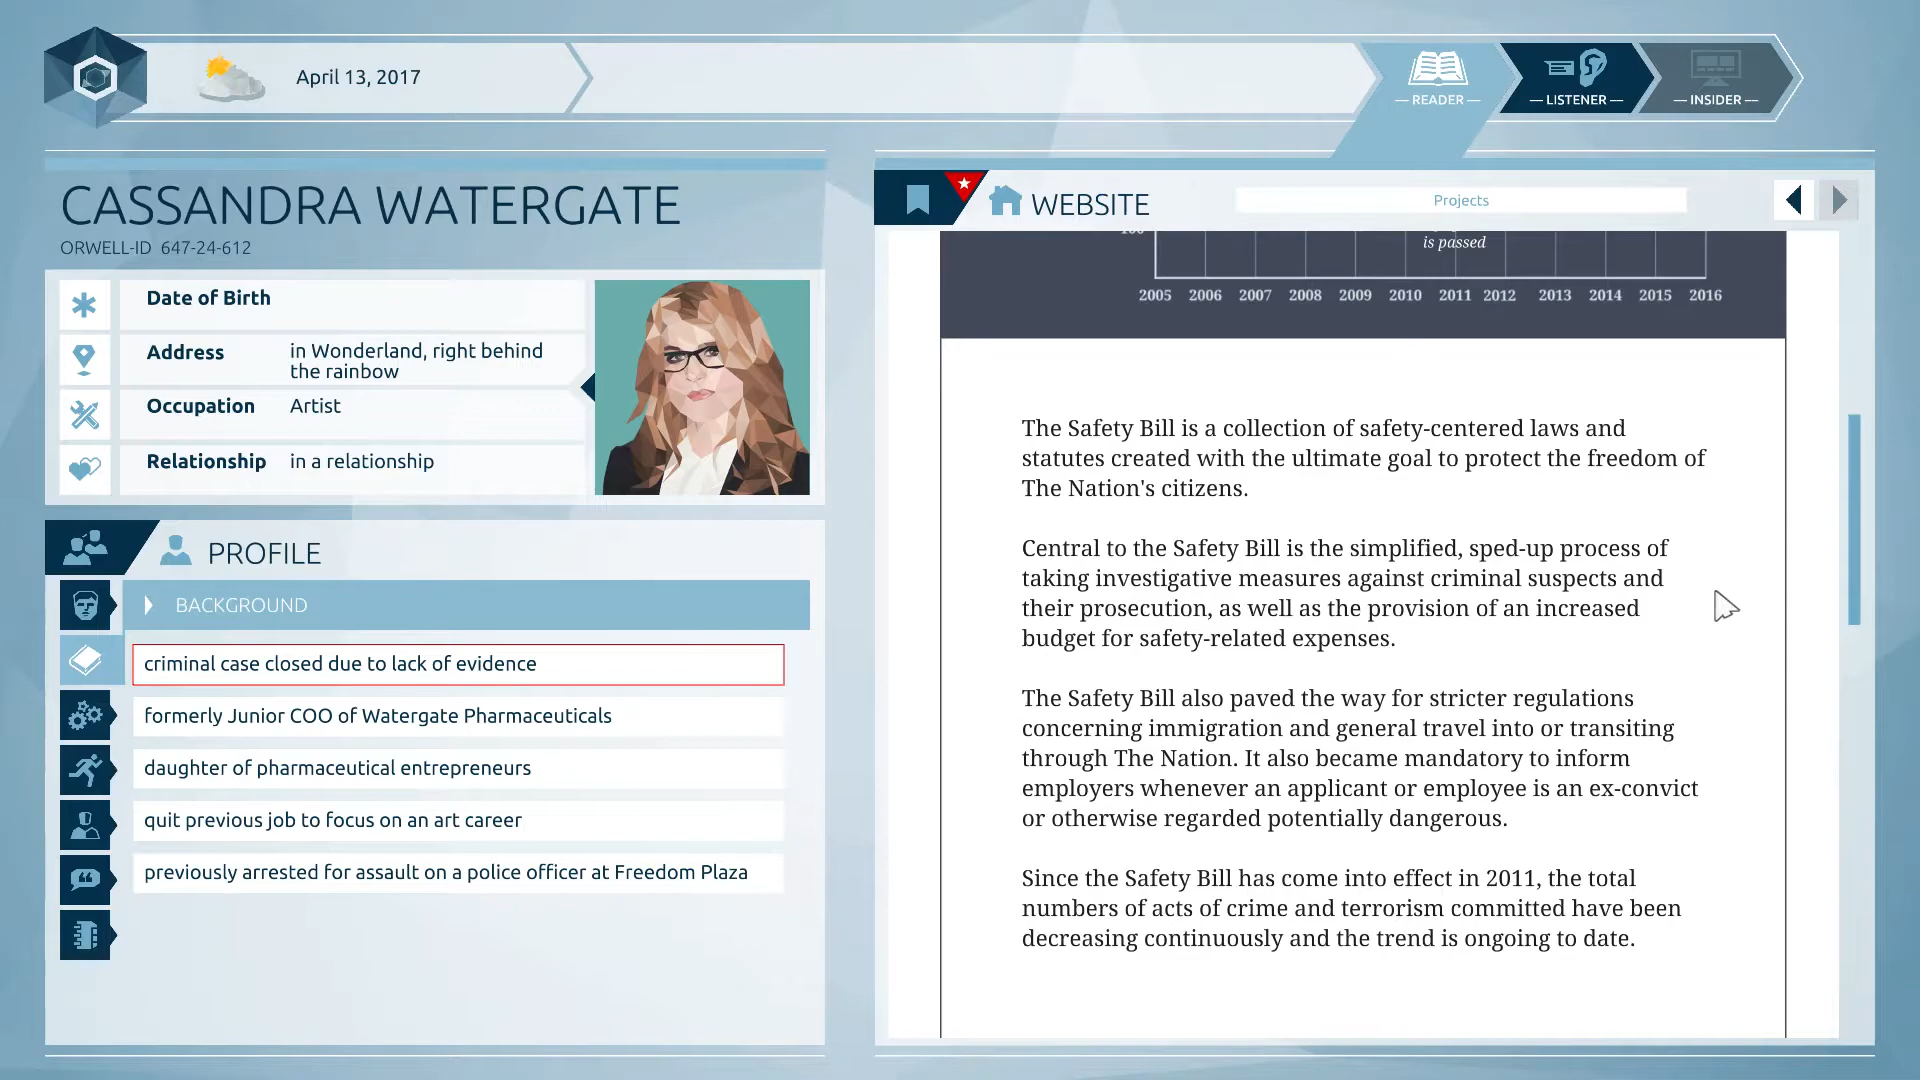 April 13, 2017
READER
LISTENER
INSIDER
CASSANDRA WATERGATE
ORWELL-ID 647-24-612
Date of Birth
Address in Wonderland, right behind
the rainbow
Occupation Artist
Relationship in a relationship
PROFILE
BACKGROUND
criminal case closed due to lack of evidence
formerly Junior COO of Watergate Pharmaceuticals
daughter of pharmaceutical entrepreneurs
quit previous job to focus on an art career
previously arrested for assault on a police officer at Freedom Plaza
WEBSITE
Projects
is passed
2005 2006 2007 2008 2009 2010 2011 2012 2013 2014 2015 2016
The Safety Bill is a collection of safety-centered laws and
statutes created with the ultimate goal to protect the freedom of
The Nation's citizens.
Central to the Safety Bill is the simplified, sped-up process of
taking investigative measures against criminal suspects and
their prosecution, as well as the provision of an increased
budget for safety-related expenses.
The Safety Bill also paved the way for stricter regulations
concerning immigration and general travel into or transiting
through The Nation. It also became mandatory to inform
employers whenever an applicant or employee is an ex-convict
or otherwise regarded potentially dangerous.
Since the Safety Bill has come into effect in 2011, the total
numbers of acts of crime and terrorism committed have been
decreasing continuously and the trend is ongoing to date.